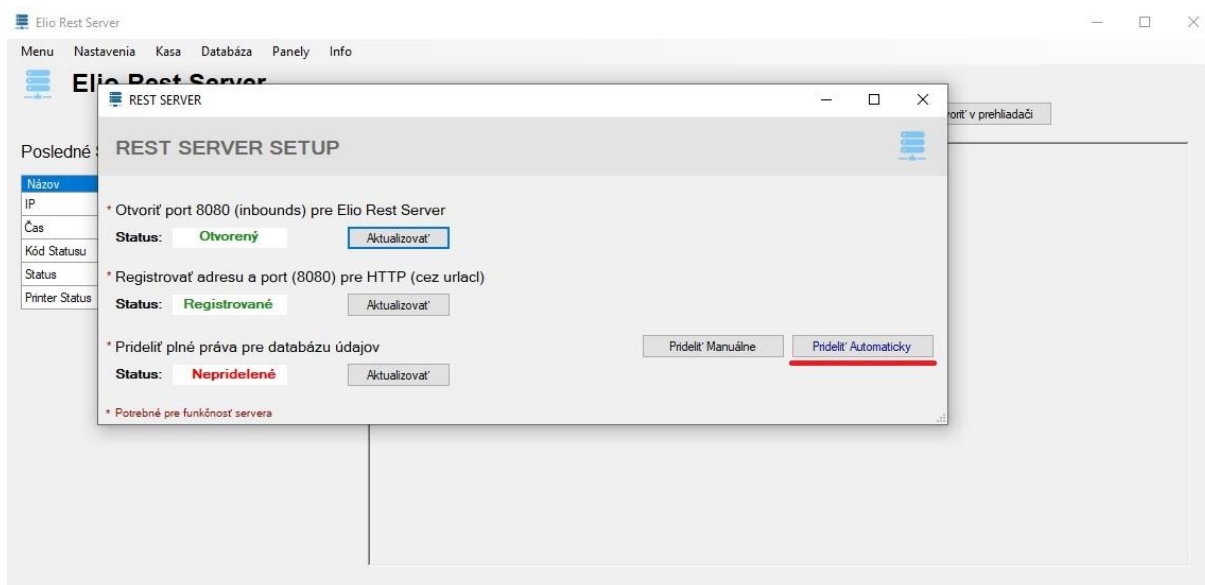 Elio Rest Server
Menu Nastavenia Kasa Databáza Panely Info
Elio Rest Server
REST SERVER
oriť v prehliadači
REST SERVER SETUP
Posledné
Názov
IP
Čas
Kód Statusu
Status
Printer Status
* Otvoriť port 8080 (inbounds) pre Elio Rest Server
Status: Otvorený Aktualizovať
* Registrovať adresu a port (8080) pre HTTP (cez urlacl)
Status: Registrované Aktualizovať
* Prideliť plné práva pre databázu údajov Prideliť Manuálne Prideliť Automaticky
Status: Nepridelené Aktualizovať
* Potrebné pre funkčnosť servera